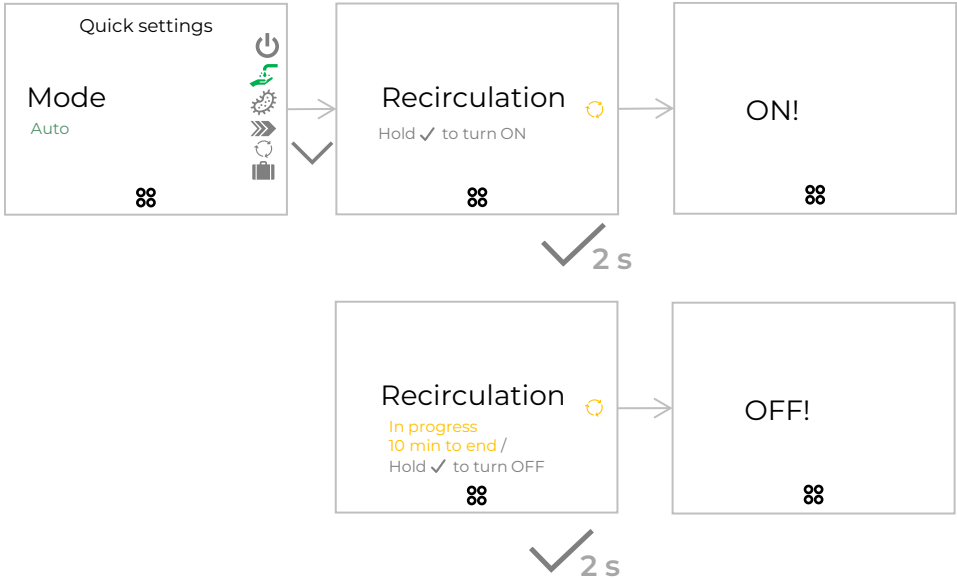 Quick settings
Mode
Auto
Recirculation
Hold ✓ to turn ON
ON!
2 s
Recirculation
In progress
10 min to end /
Hold ✓ to turn OFF
OFF!
2 s